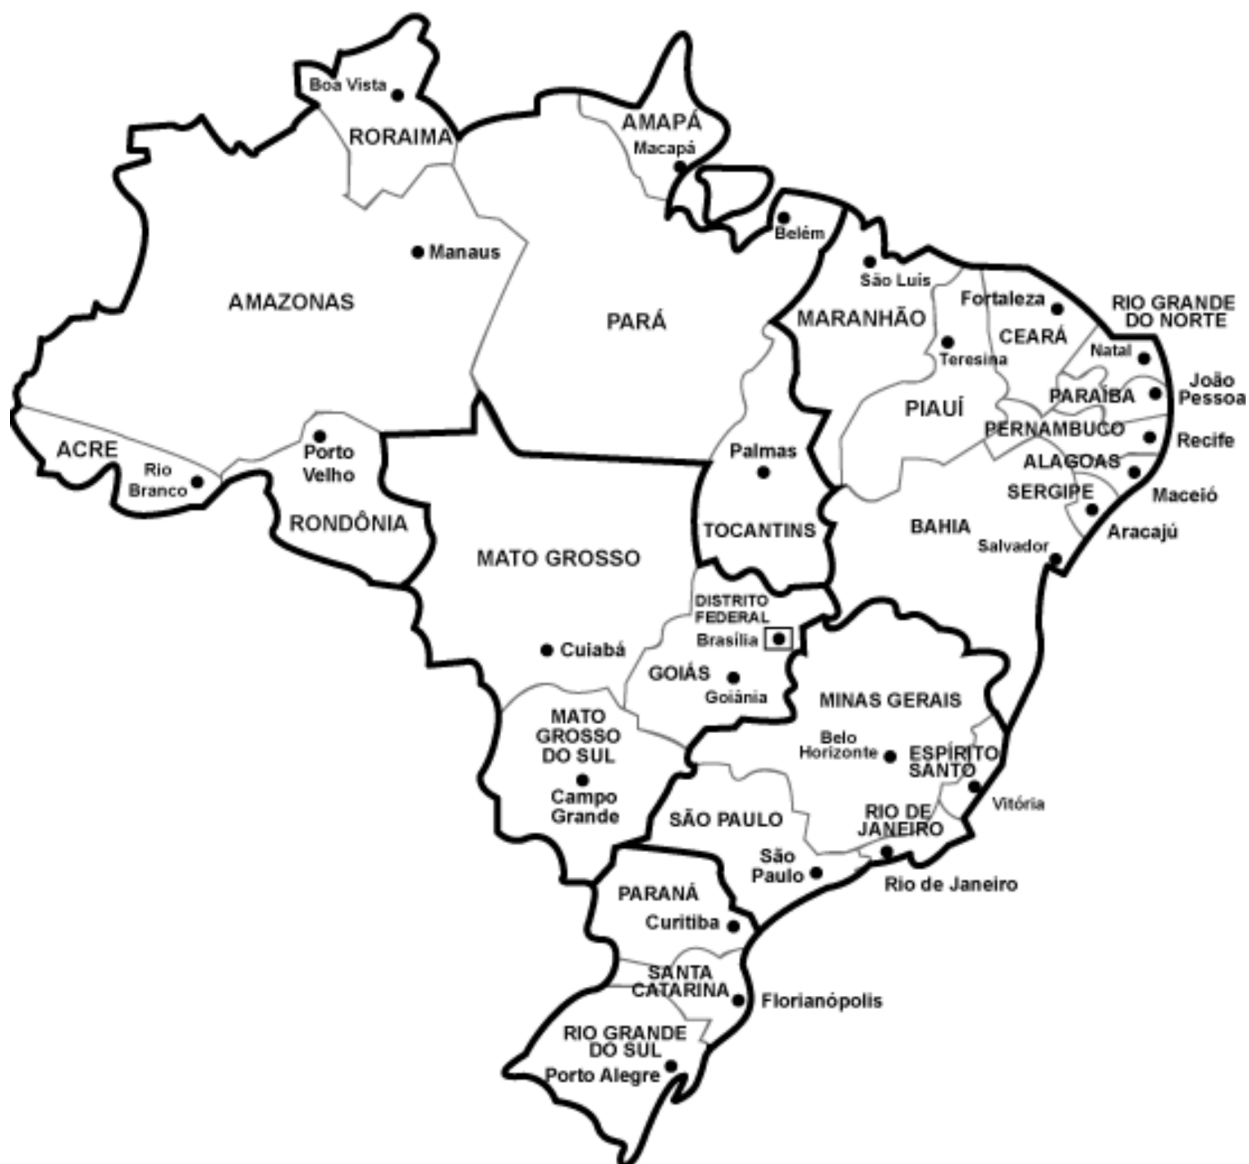 Boa Vista
RORAIMA
AMAPÁ
Macapá
Belém
Manaus
AMAZONAS
PARÁ
São Luís
MARANHÃO
Fortaleza
CEARÁ
RIO GRANDE
DO NORTE
Natal
Teresina
PIAUÍ
PARAÍBA
João
Pessoa
PERNAMBUCO
Recife
ALAGOAS
Maceió
SERGIPE
Aracajú
ACRE
Rio
Branco
Porto
Velho
RONDÔNIA
Palmas
TOCANTINS
BAHIA
Salvador
MATO GROSSO
Cuiabá
DISTRITO
FEDERAL
Brasília
GOIÁS
Goiânia
MATO
GROSSO
DO SUL
Campo
Grande
MINAS GERAIS
Belo
Horizonte
ESPÍRITO
SANTO
Vitória
RIO DE
JANEIRO
Rio de Janeiro
SÃO PAULO
São
Paulo
PARANÁ
Curitiba
SANTA
CATARINA
Florianópolis
RIO GRANDE
DO SUL
Porto Alegre